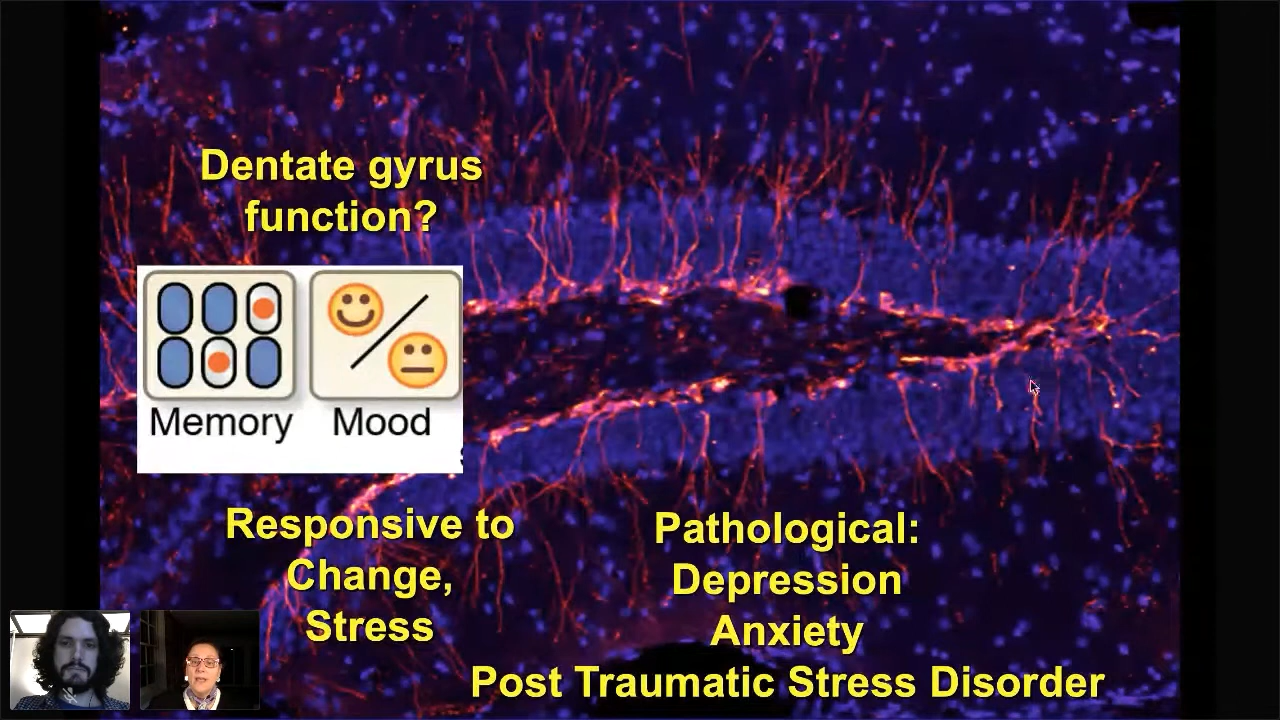 Dentate gyrus
function?
Memory Mood
Responsive to
Change,
Stress
Pathological:
Depression
Anxiety
Post Traumatic Stress Disorder